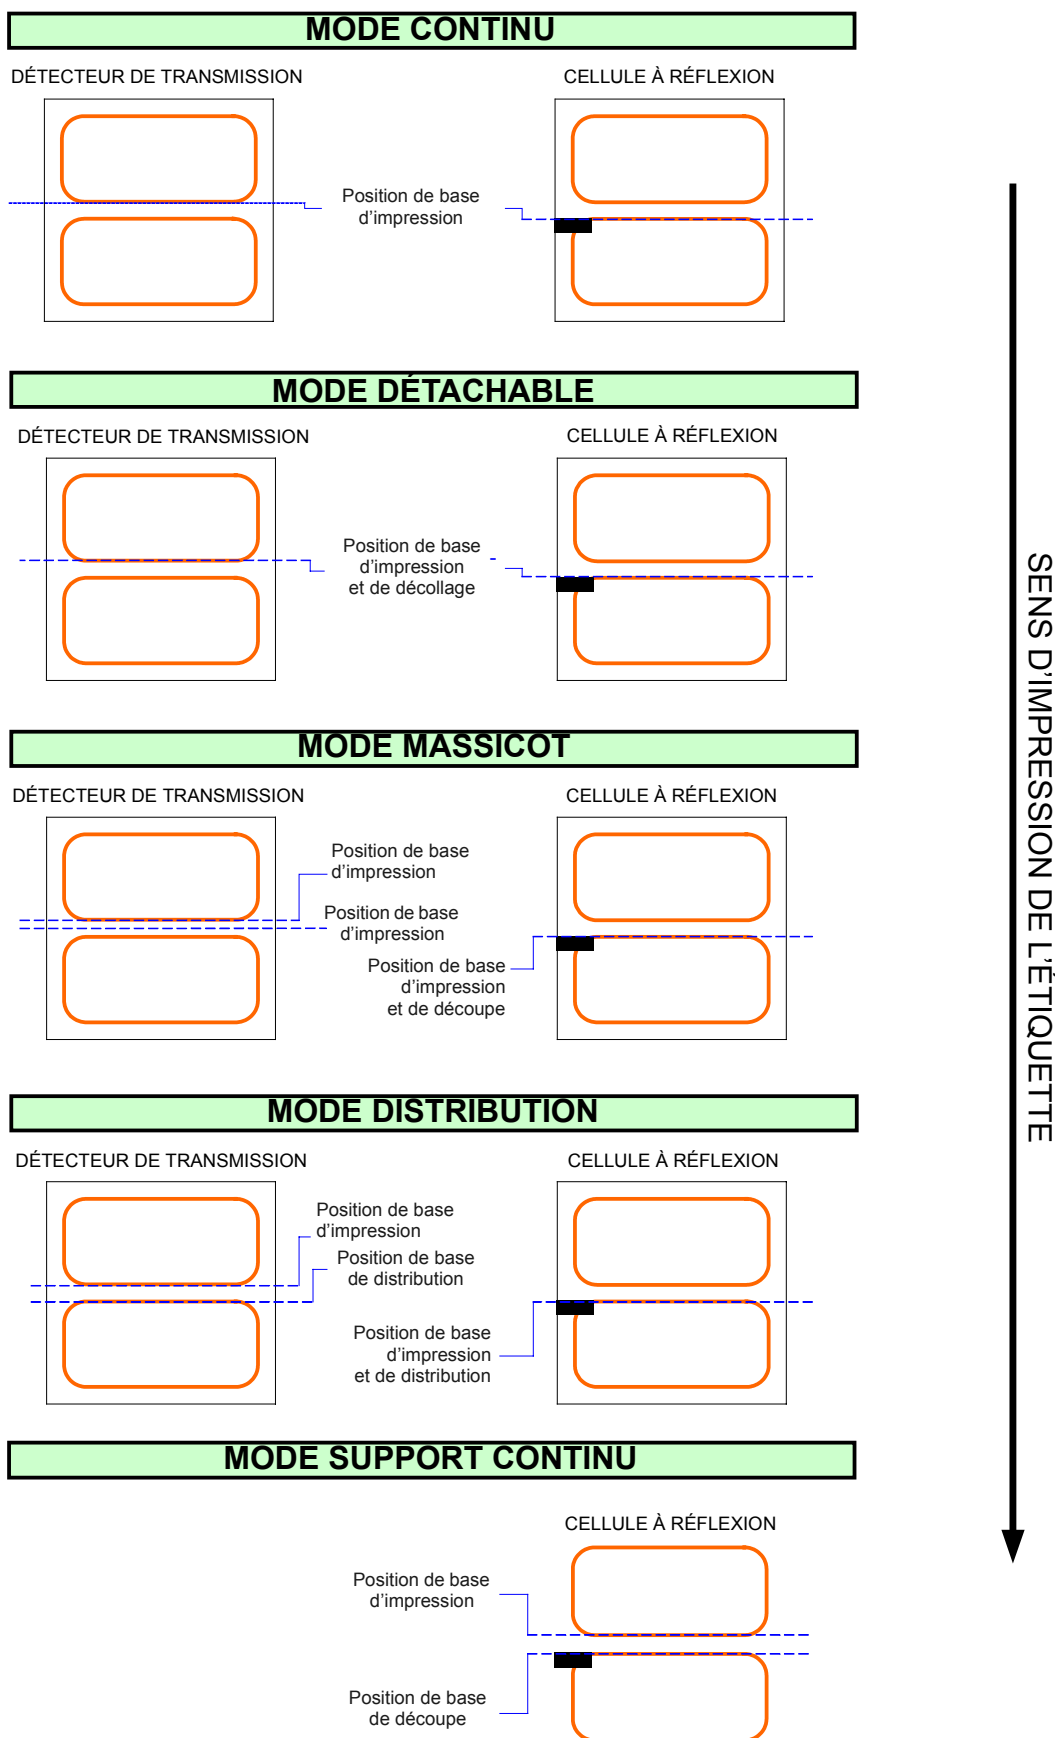 MODE CONTINU
DÉTECTEUR DE TRANSMISSION
CELLULE À RÉFLEXION
Position de base
d'impression
MODE DÉTACHABLE
DÉTECTEUR DE TRANSMISSION
CELLULE À RÉFLEXION
Position de base
d'impression
et de décollage
MODE MASSICOT
DÉTECTEUR DE TRANSMISSION
CELLULE À RÉFLEXION
Position de base
d'impression
Position de base
d'impression
Position de base
d'impression
et de découpe
MODE DISTRIBUTION
DÉTECTEUR DE TRANSMISSION
CELLULE À RÉFLEXION
Position de base
d'impression
Position de base
de distribution
Position de base
d'impression
et de distribution
MODE SUPPORT CONTINU
CELLULE À RÉFLEXION
Position de base
d'impression
Position de base
de découpe
SENS D'IMPRESSION DE L'ÉTIQUETTE